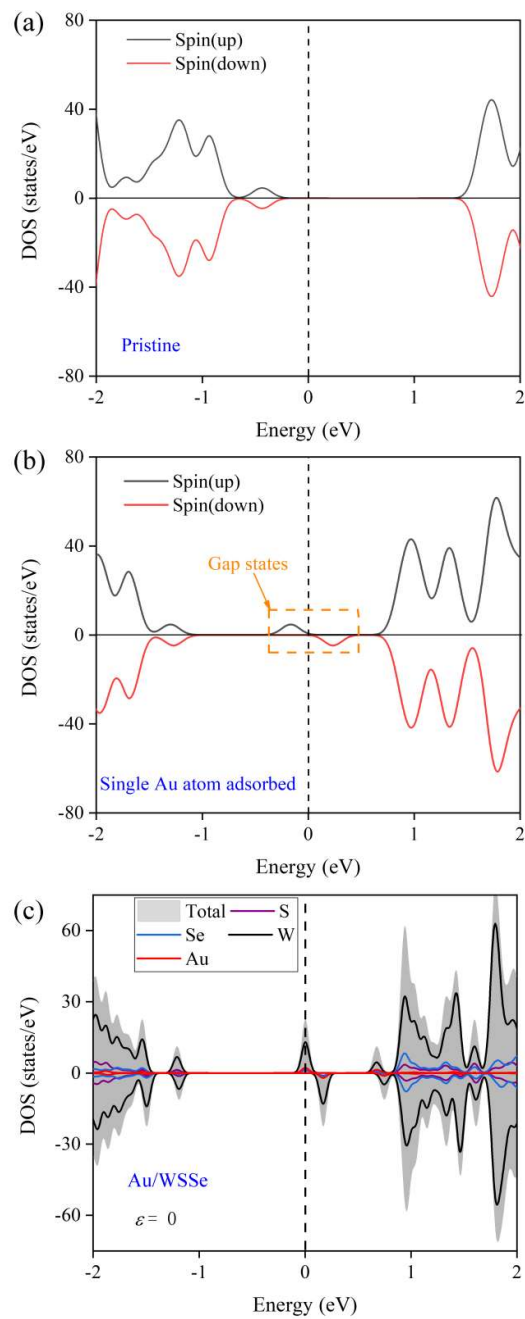 (a)
Spin(up)
Spin(down)
80
40
0
-40
-80
DOS (states/eV)
Pristine
-2 -1 0 1 2
Energy (eV)
(b)
Spin(up)
Spin(down)
Gap states
80
40
0
-40
-80
DOS (states/eV)
Single Au atom adsorbed
-2 -1 0 1 2
Energy (eV)
(c)
Total S
Se W
Au
60
30
0
-30
-60
DOS (states/eV)
Au/WSSe
ε = 0
-2 -1 0 1 2
Energy (eV)